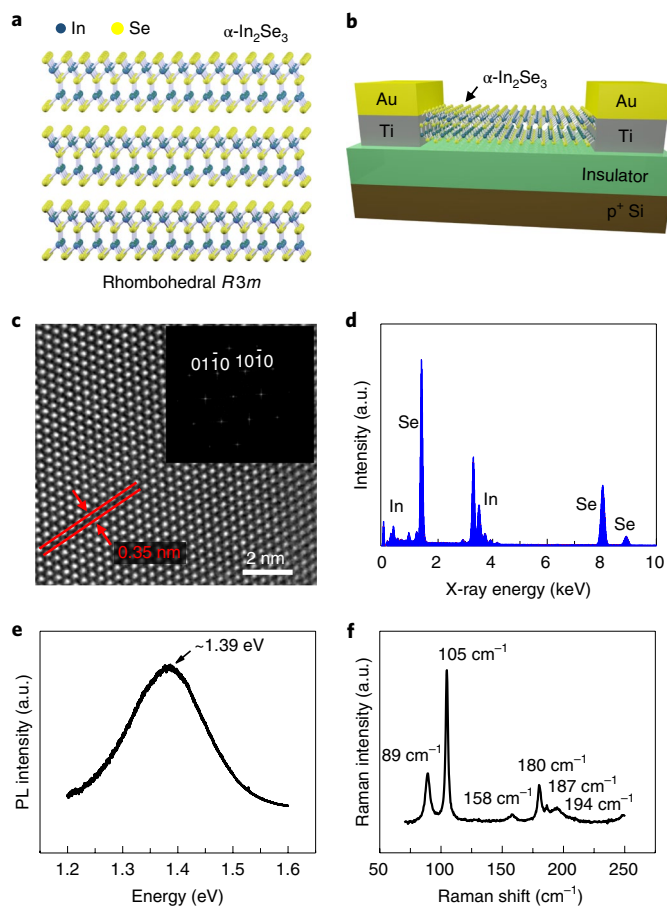 a
In
Se
α-In₂Se₃
Rhombohedral R3m
b
α-In₂Se₃
Au
Au
Ti
Ti
Insulator
p⁺ Si
c
011̄0 101̄0
0.35 nm
2 nm
d
Intensity (a.u.)
Se
In
In
Se
Se
0 2 4 6 8 10
X-ray energy (keV)
e
PL intensity (a.u.)
~1.39 eV
1.2 1.3 1.4 1.5 1.6
Energy (eV)
f
Raman intensity (a.u.)
105 cm⁻¹
89 cm⁻¹
180 cm⁻¹
187 cm⁻¹
158 cm⁻¹
194 cm⁻¹
50 100 150 200 250
Raman shift (cm⁻¹)